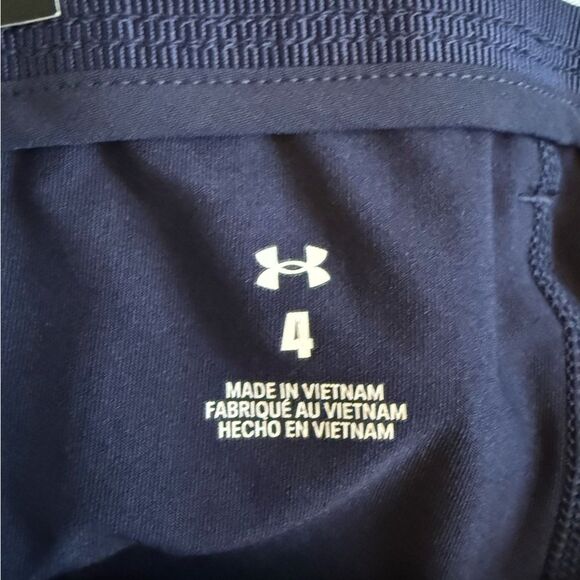 4
MADE IN VIETNAM
FABRIQUÉ AU VIETNAM
HECHO EN VIETNAM